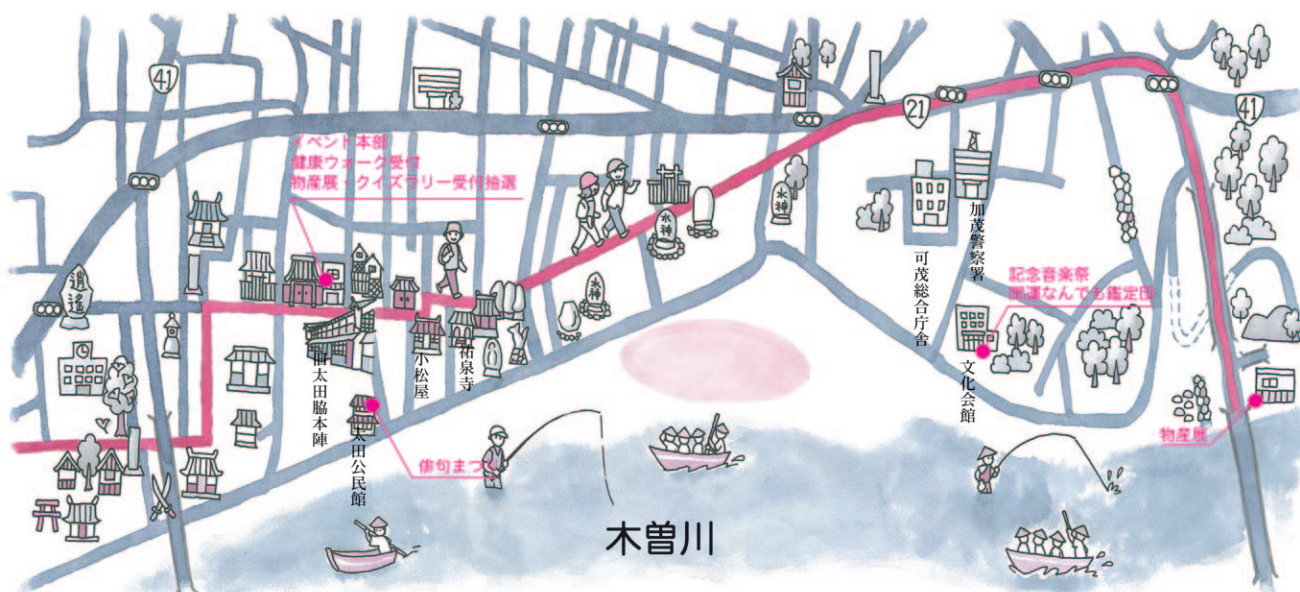 41
21
41
イベント本部
健康ウォーク受付
物産展・クイズラリー受付抽選
水神
水神
水神
加茂警察署
可茂総合庁舎
記念音楽祭
開運なんでも鑑定団
文化会館
逍遙
旧太田脇本陣
小松屋
祐泉寺
太田公民館
俳句まつり
物産展
木曽川